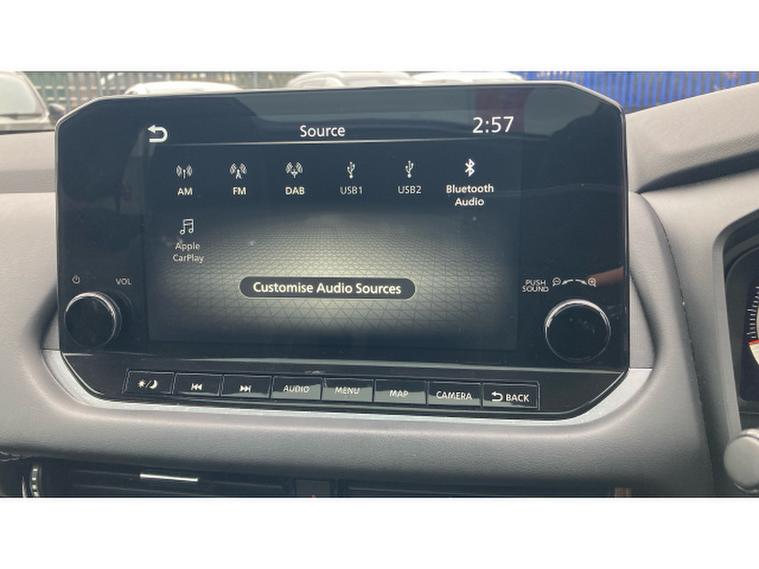 Source
2:57
AM
FM
DAB
USB1
USB2
Bluetooth
Audio
Apple
CarPlay
Customise Audio Sources
VOL
PUSH
SOUND
AUDIO
MENU
MAP
CAMERA
BACK